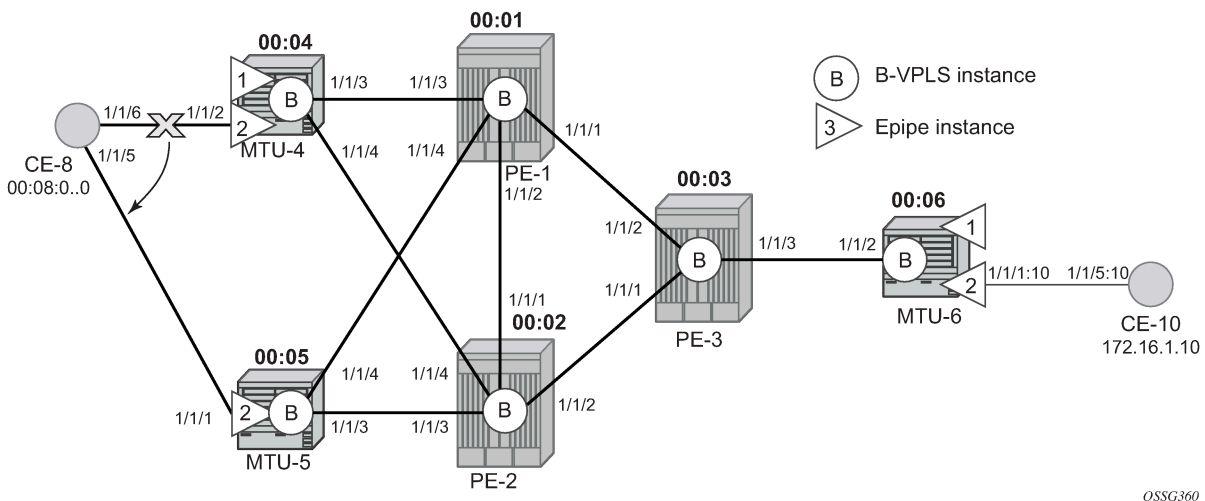 00:01
00:04
1
1/1/3
1/1/3
B
B
B
B-VPLS instance
1/1/6
1/1/2
2
MTU-4
1/1/1
3
Epipe instance
CE-8
00:08:0..0
1/1/5
1/1/4
1/1/4
PE-1
1/1/2
00:03
00:06
1/1/2
1
1/1/3
1/1/2
B
B
1/1/1
2
1/1/1:10
1/1/5:10
1/1/1
00:02
PE-3
MTU-6
CE-10
172.16.1.10
00:05
1/1/4
1/1/4
1/1/1
2
B
B
1/1/2
1/1/3
1/1/3
MTU-5
PE-2
OSSG360